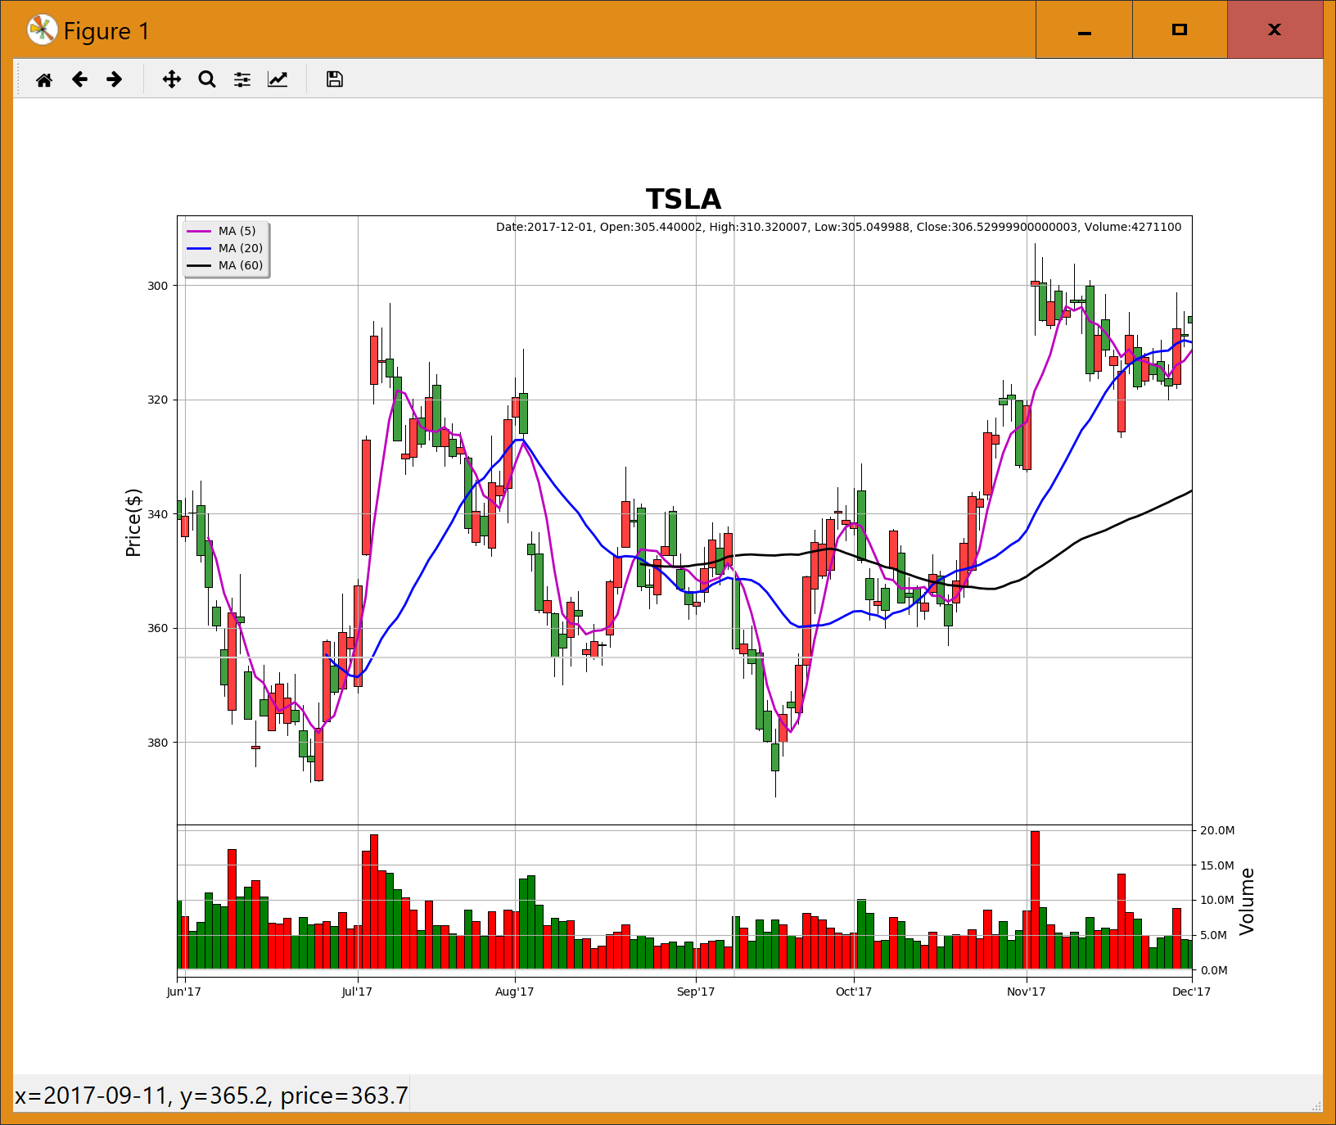 Figure 1
TSLA
MA (5)
MA (20)
MA (60)
Date:2017-12-01, Open:305.440002, High:310.320007, Low:305.049988, Close:306.52999900000003, Volume:4271100
Price($)
300
320
340
360
380
20.0M
15.0M
10.0M
5.0M
0.0M
Volume
Jun'17 Jul'17 Aug'17 Sep'17 Oct'17 Nov'17 Dec'17
x=2017-09-11, y=365.2, price=363.7